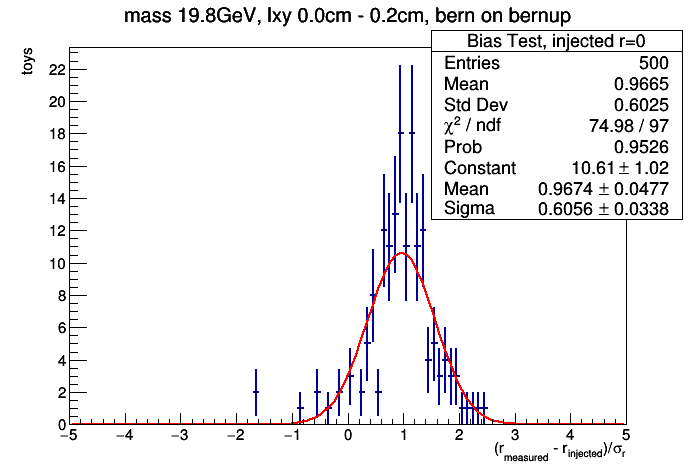 mass 19.8GeV, lxy 0.0cm - 0.2cm, bern on bernup
toys
Bias Test, injected r=0
Entries 500
Mean 0.9665
Std Dev 0.6025
χ² / ndf 74.98 / 97
Prob 0.9526
Constant 10.61 ± 1.02
Mean 0.9674 ± 0.0477
Sigma 0.6056 ± 0.0338
22
20
18
16
14
12
10
8
6
4
2
0
−5 −4 −3 −2 −1 0 1 2 3 4 5
(r_measured - r_injected)/σ_r